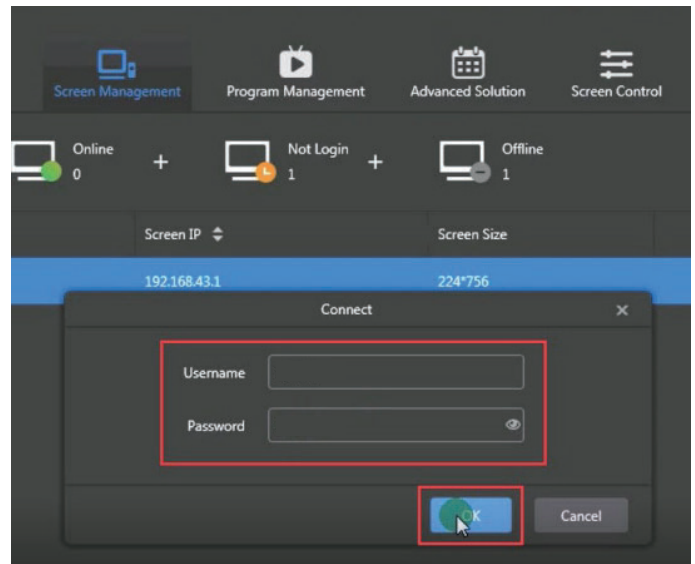 Screen Management Program Management Advanced Solution Screen Control
Online + Not Login + Offline
0 1 1
Screen IP Screen Size
192.168.43.1 224*756
Connect ×
Username
Password
OK Cancel